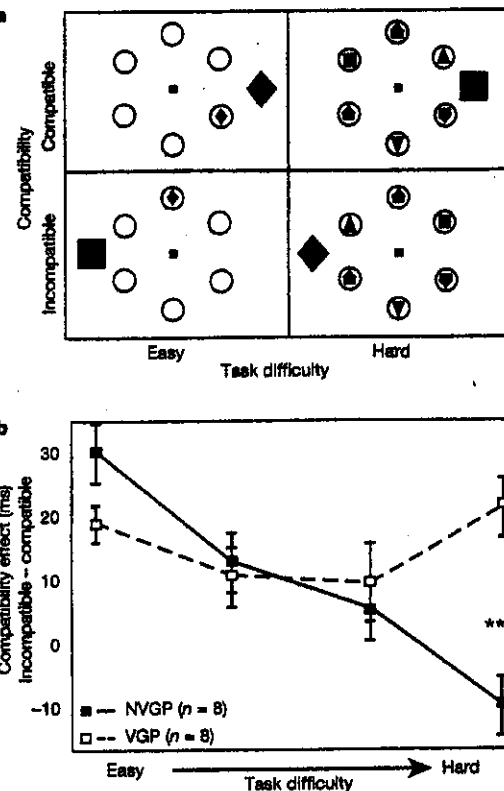 a
Compatibility
Compatible
Incompatible
Easy
Hard
Task difficulty
b
Compatibility effect (ms)
Incompatible – compatible
30
20
10
0
–10
**
NVGP (n = 8)
VGP (n = 8)
Easy
Hard
Task difficulty